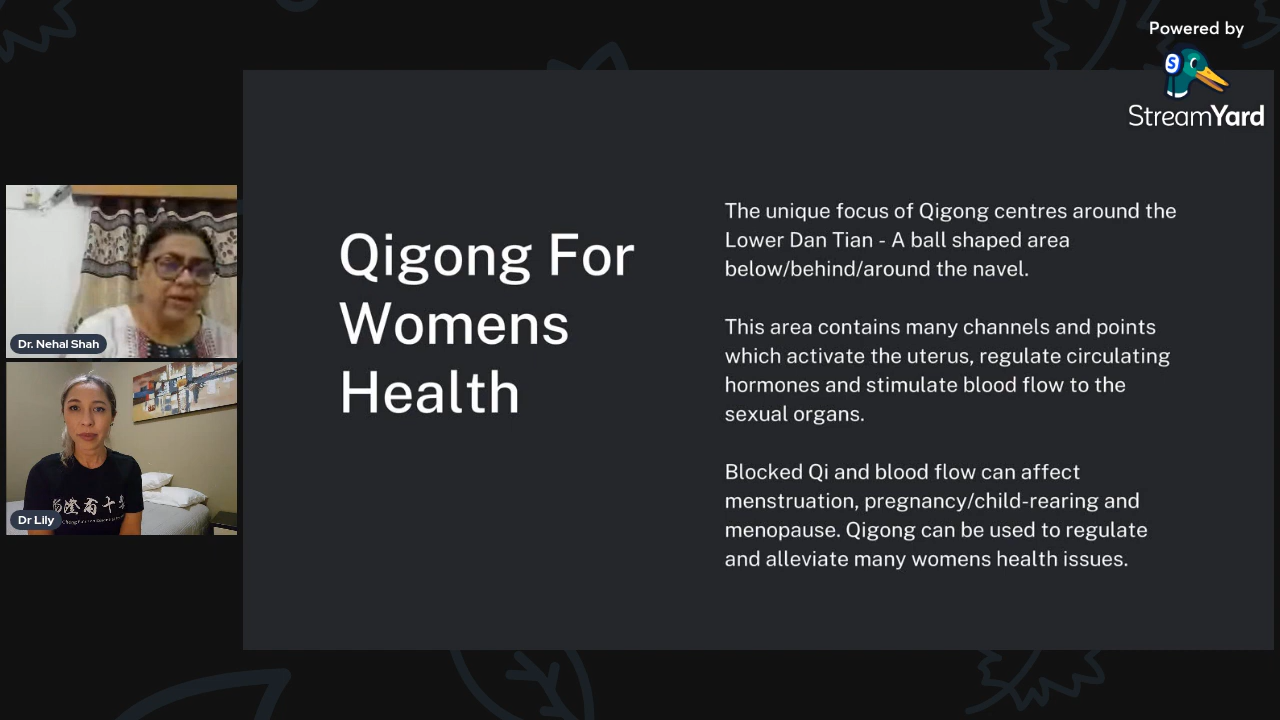 Powered by
StreamYard
Qigong For
Womens
Health
The unique focus of Qigong centres around the
Lower Dan Tian - A ball shaped area
below/behind/around the navel.
This area contains many channels and points
which activate the uterus, regulate circulating
hormones and stimulate blood flow to the
sexual organs.
Blocked Qi and blood flow can affect
menstruation, pregnancy/child-rearing and
menopause. Qigong can be used to regulate
and alleviate many womens health issues.
Dr. Nehal Shah
Dr Lily